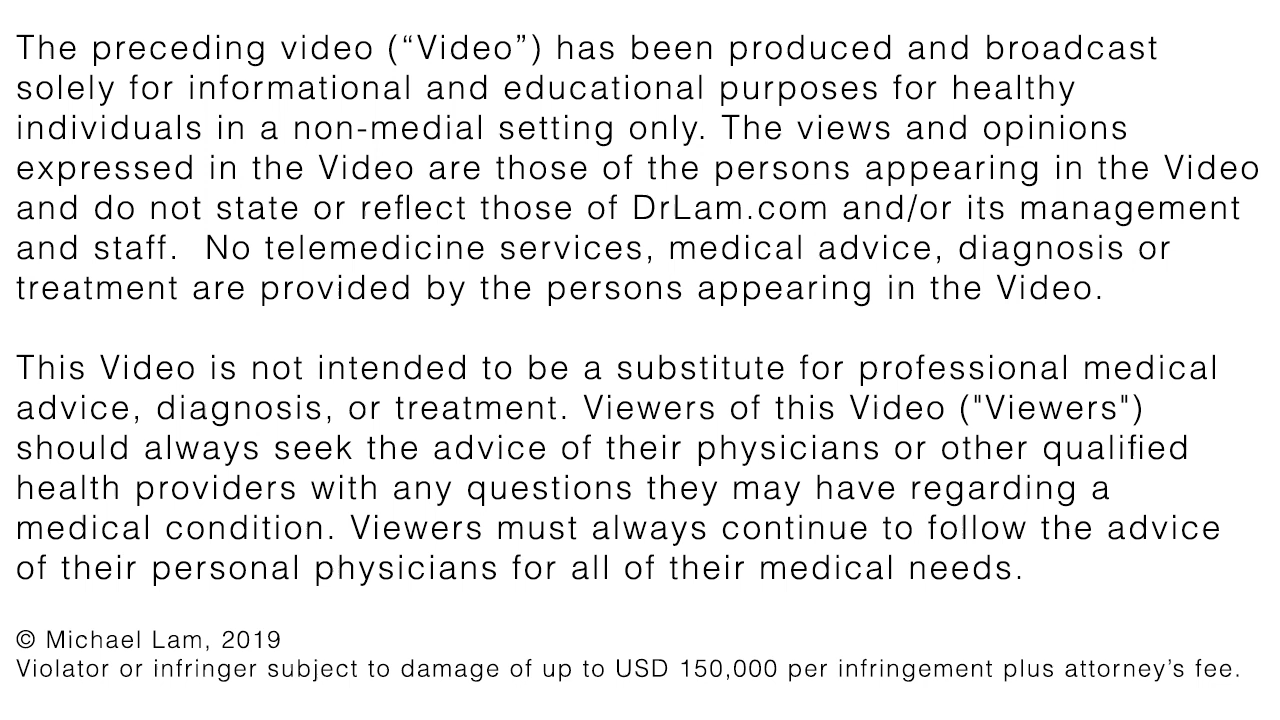 The preceding video (“Video”) has been produced and broadcast
solely for informational and educational purposes for healthy
individuals in a non-medial setting only. The views and opinions
expressed in the Video are those of the persons appearing in the Video
and do not state or reflect those of DrLam.com and/or its management
and staff.  No telemedicine services, medical advice, diagnosis or
treatment are provided by the persons appearing in the Video.

This Video is not intended to be a substitute for professional medical
advice, diagnosis, or treatment. Viewers of this Video ("Viewers")
should always seek the advice of their physicians or other qualified
health providers with any questions they may have regarding a
medical condition. Viewers must always continue to follow the advice
of their personal physicians for all of their medical needs.

© Michael Lam, 2019
Violator or infringer subject to damage of up to USD 150,000 per infringement plus attorney’s fee.